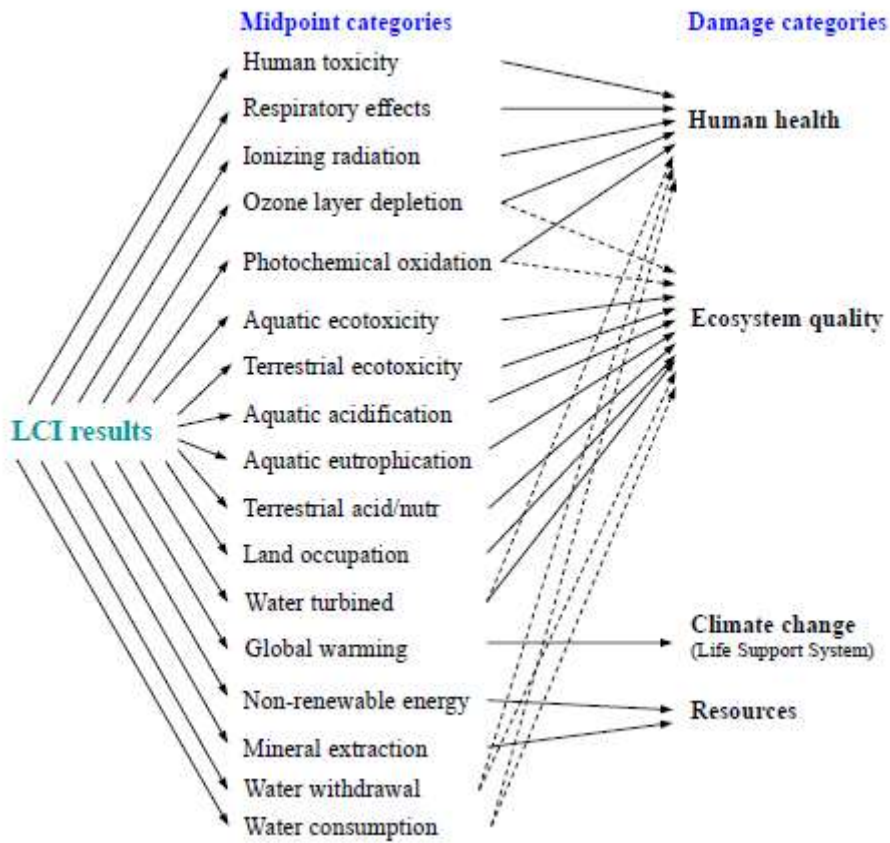 Midpoint categories
Damage categories
Human toxicity
Respiratory effects
Human health
Ionizing radiation
Ozone layer depletion
Photochemical oxidation
Aquatic ecotoxicity
Ecosystem quality
Terrestrial ecotoxicity
Aquatic acidification
LCI results
Aquatic eutrophication
Terrestrial acid/nutr
Land occupation
Water turbined
Climate change
Global warming
(Life Support System)
Non-renewable energy
Resources
Mineral extraction
Water withdrawal
Water consumption